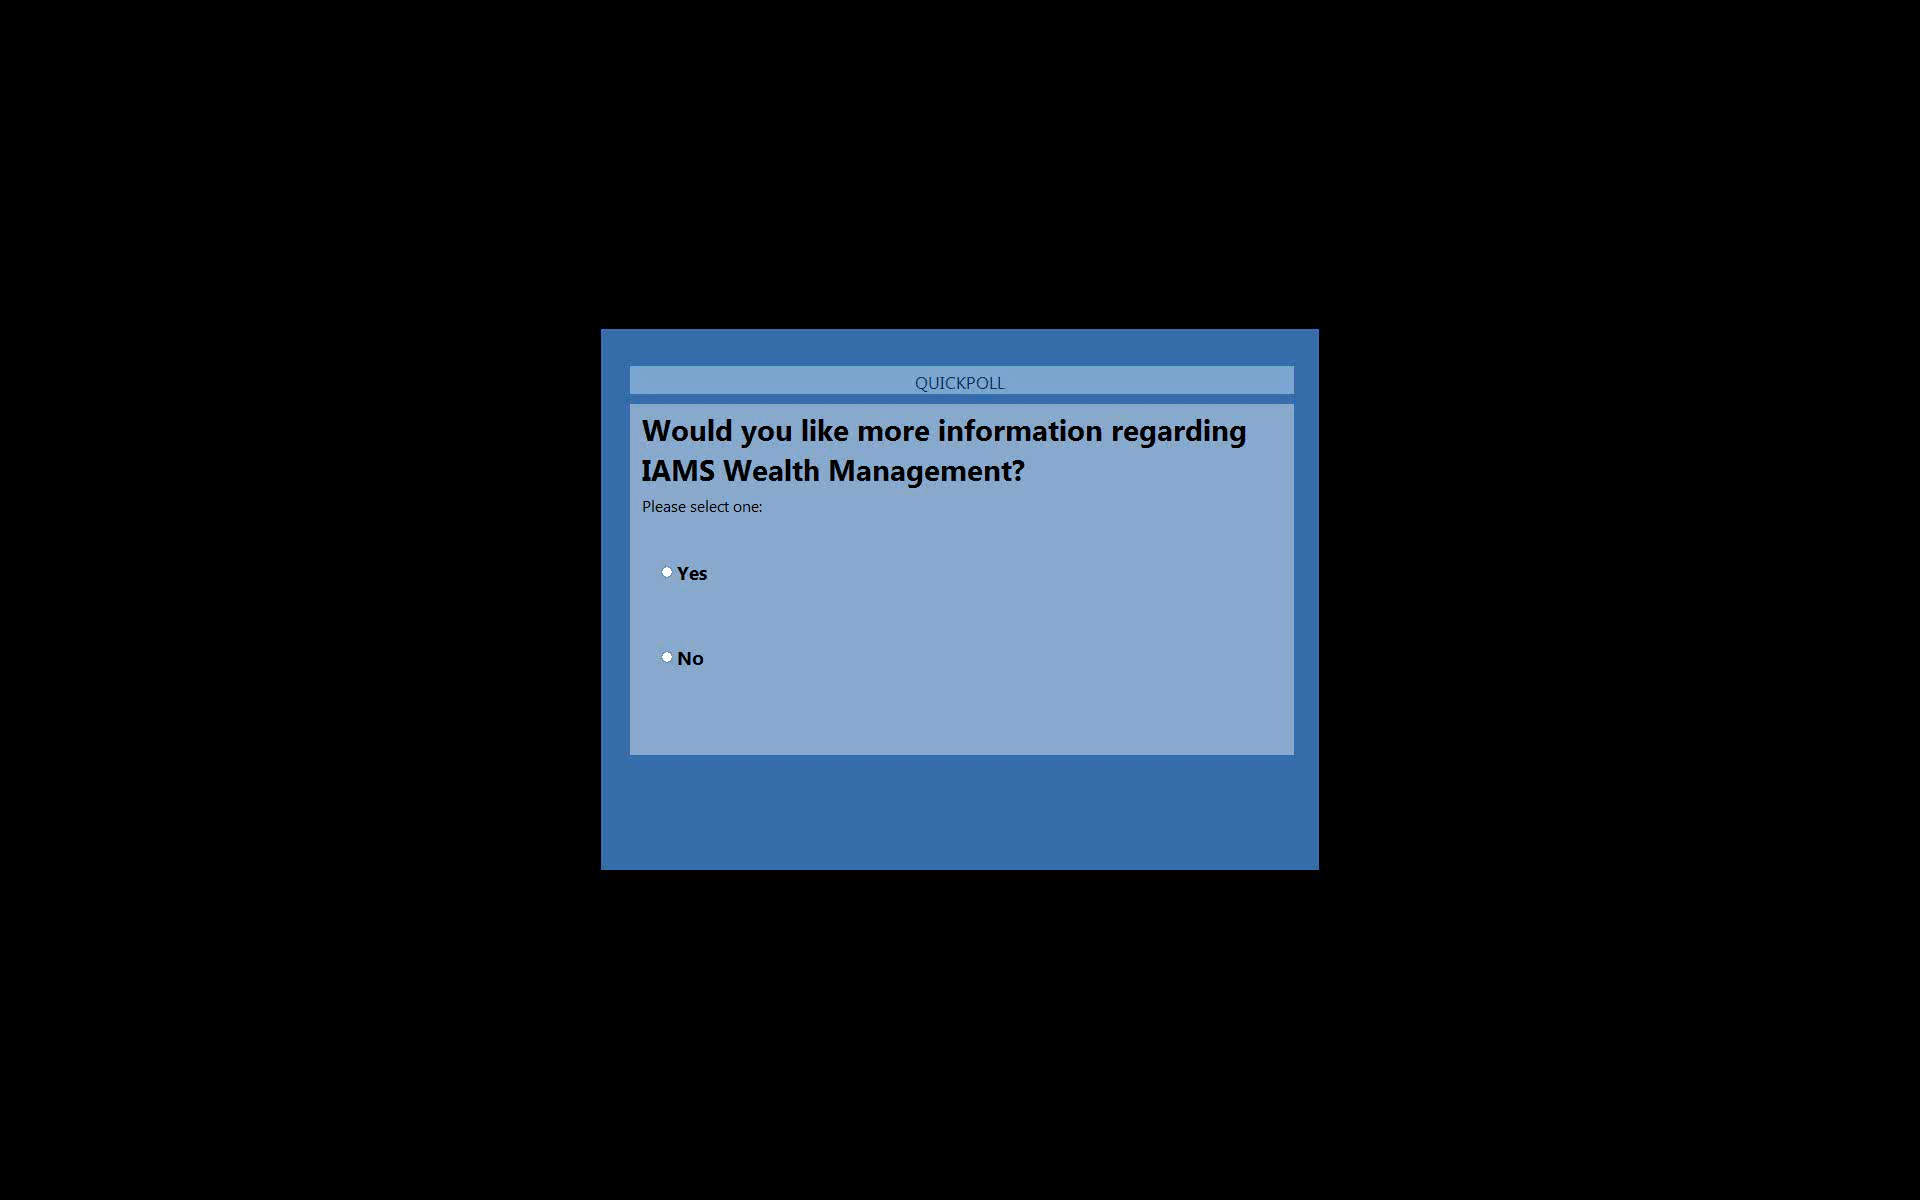 QUICKPOLL
Would you like more information regarding
IAMS Wealth Management?
Please select one:
Yes
No